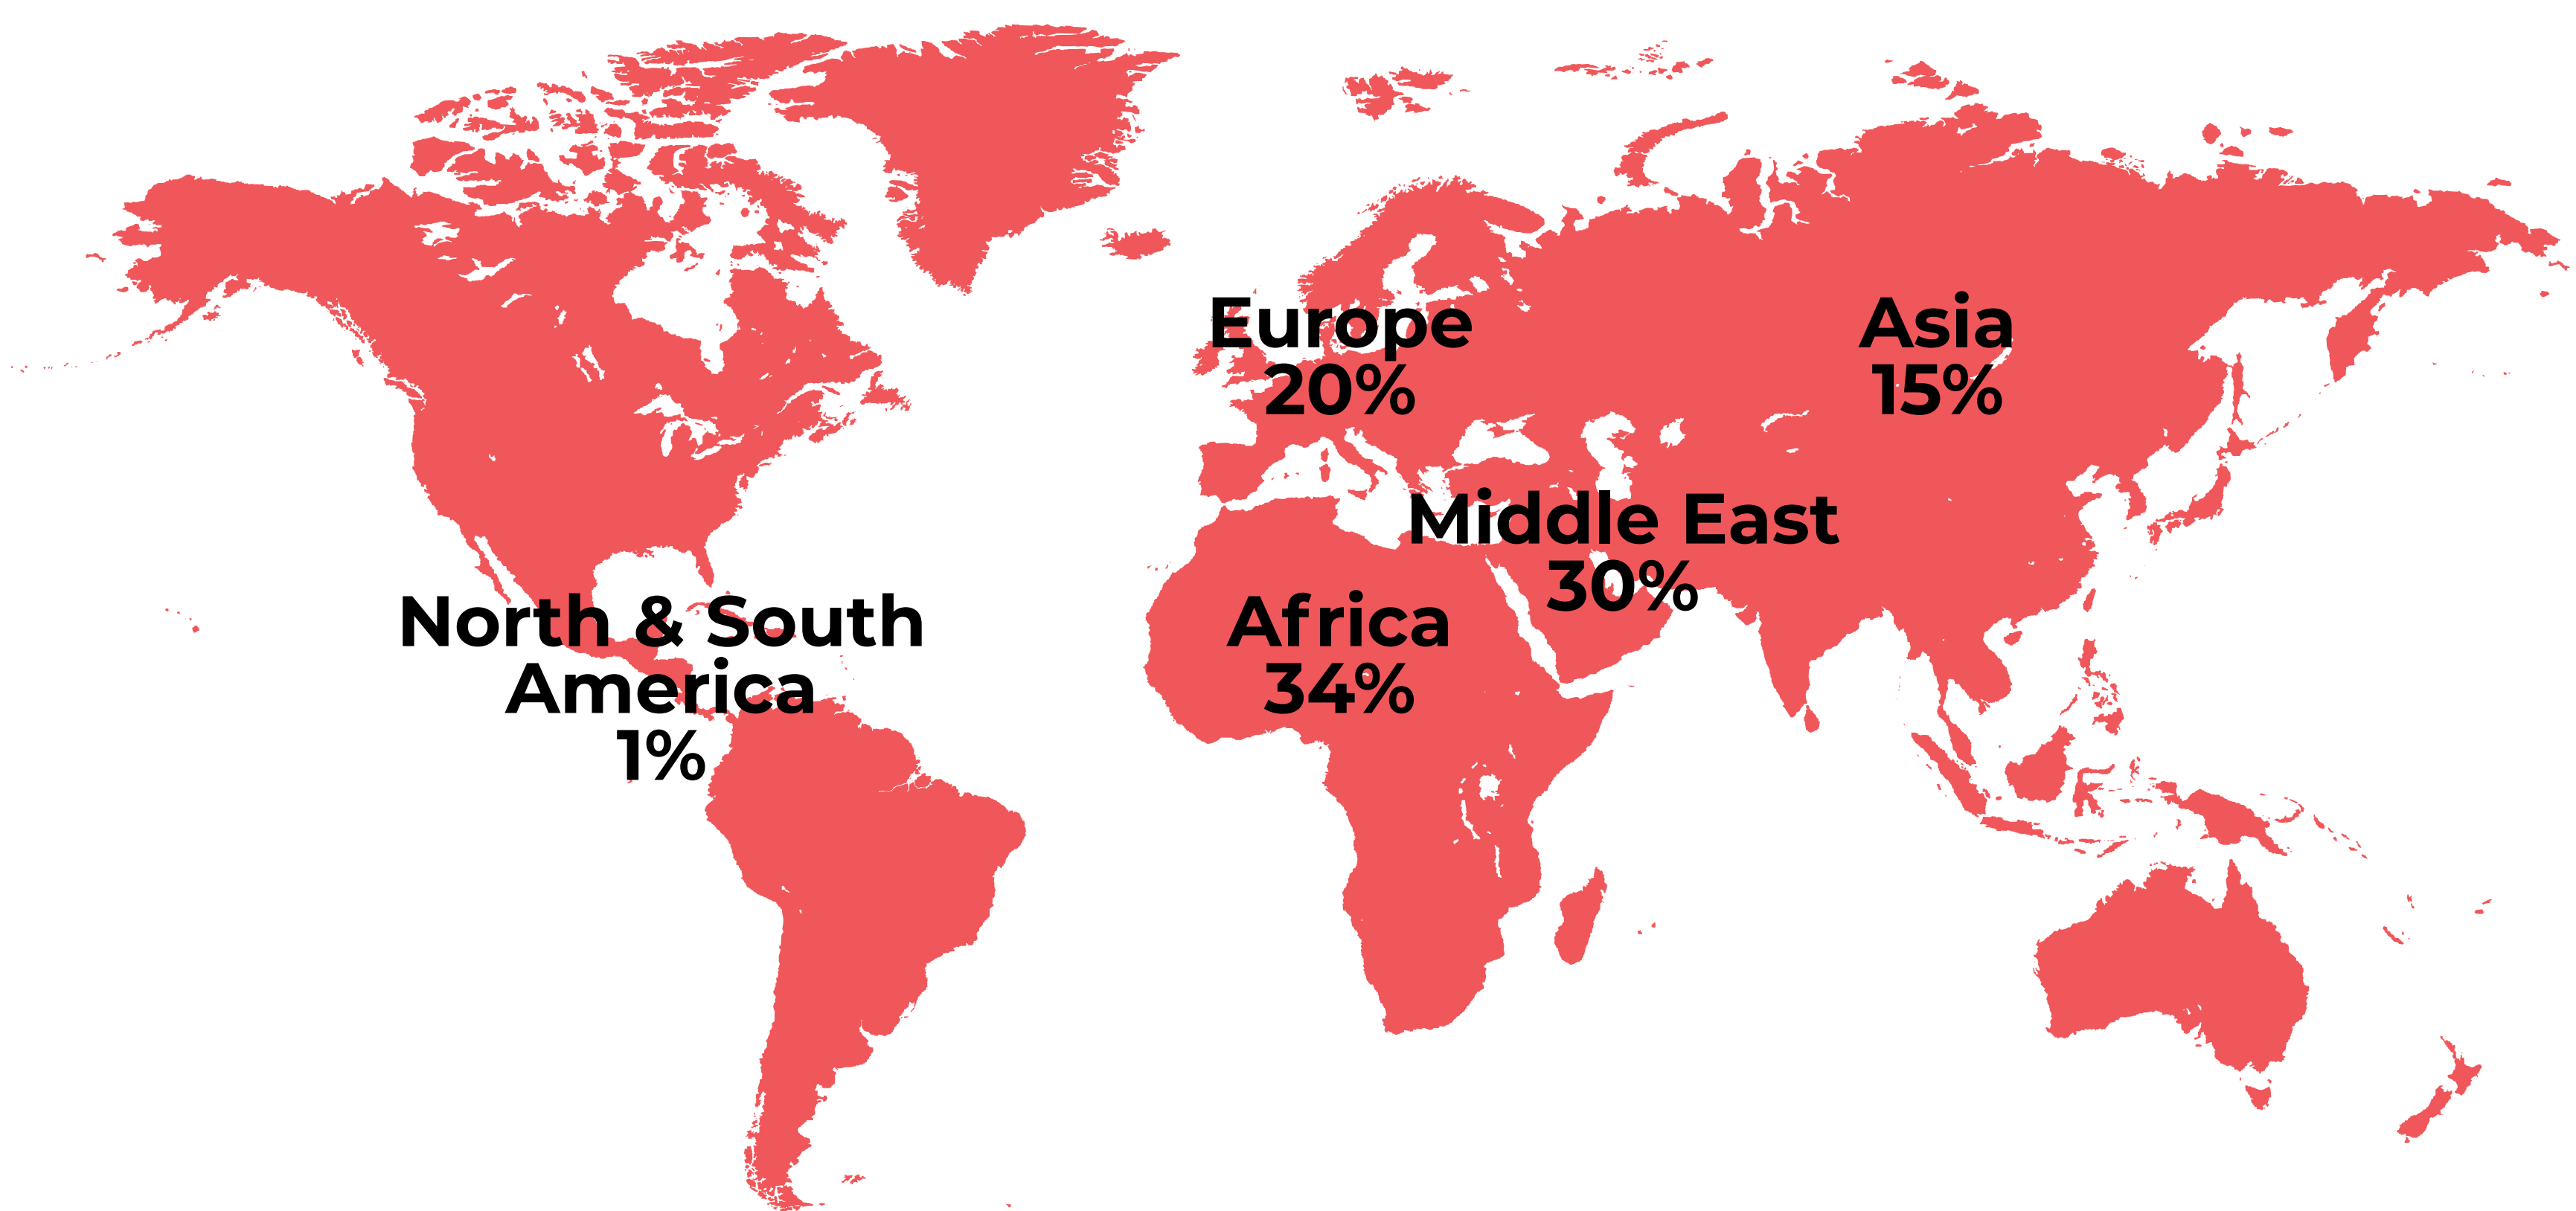 Europe
20%
Asia
15%
Middle East
30%
North & South
America
1%
Africa
34%